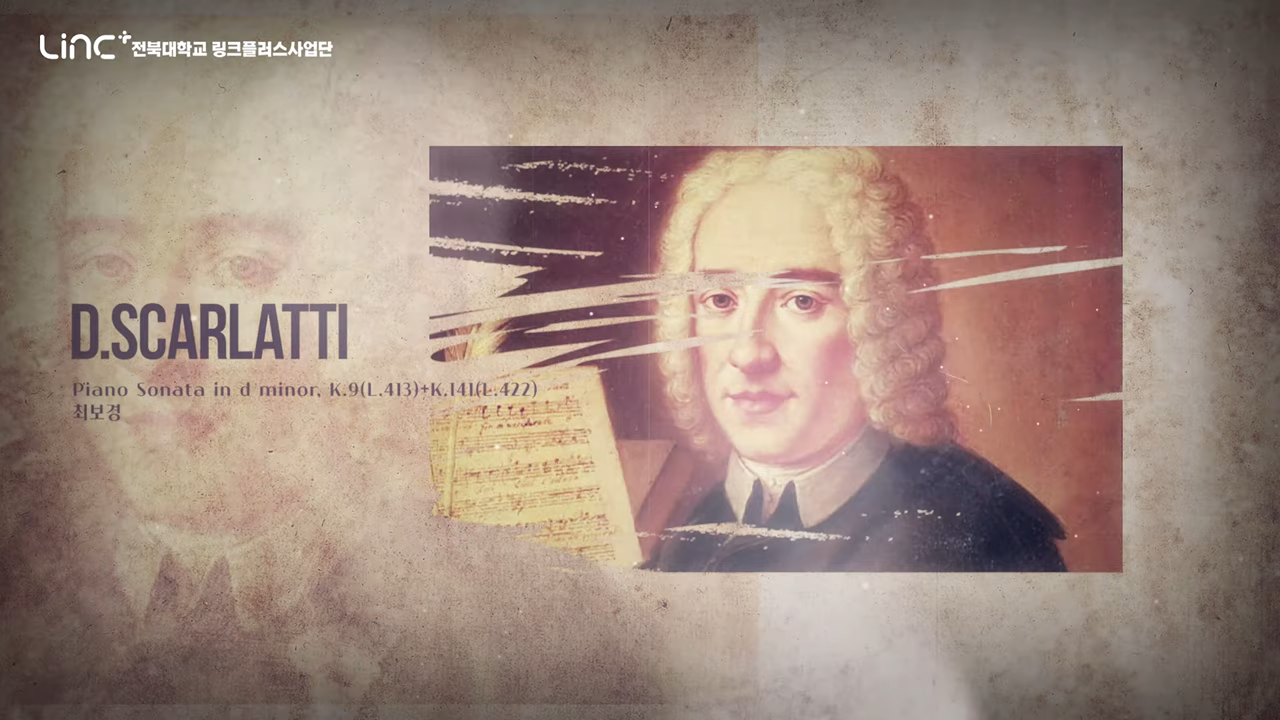 Linc+ 전북대학교 링크플러스사업단
D.SCARLATTI
Piano Sonata in d minor, K.9(L.413)+K.141(L.422)
최보경